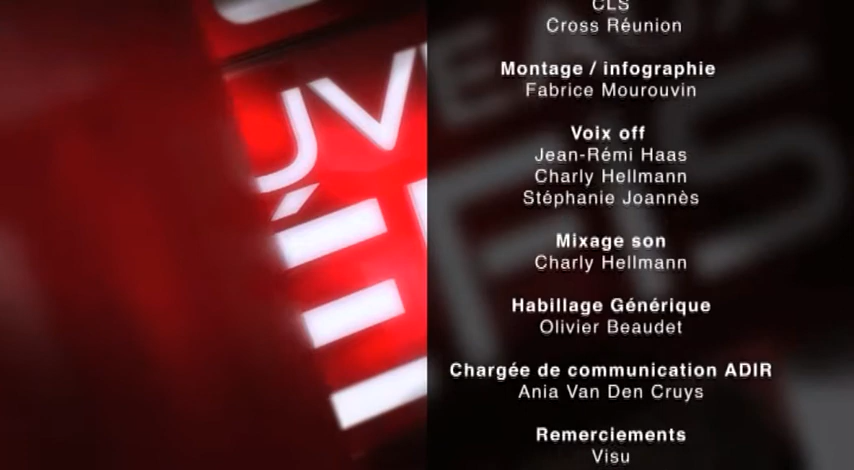 CLS
Cross Réunion
Montage / infographie
Fabrice Mourouvin
Voix off
Jean-Rémi Haas
Charly Hellmann
Stéphanie Joannès
Mixage son
Charly Hellmann
Habillage Générique
Olivier Beaudet
Chargée de communication ADIR
Ania Van Den Cruys
Remerciements
Visu